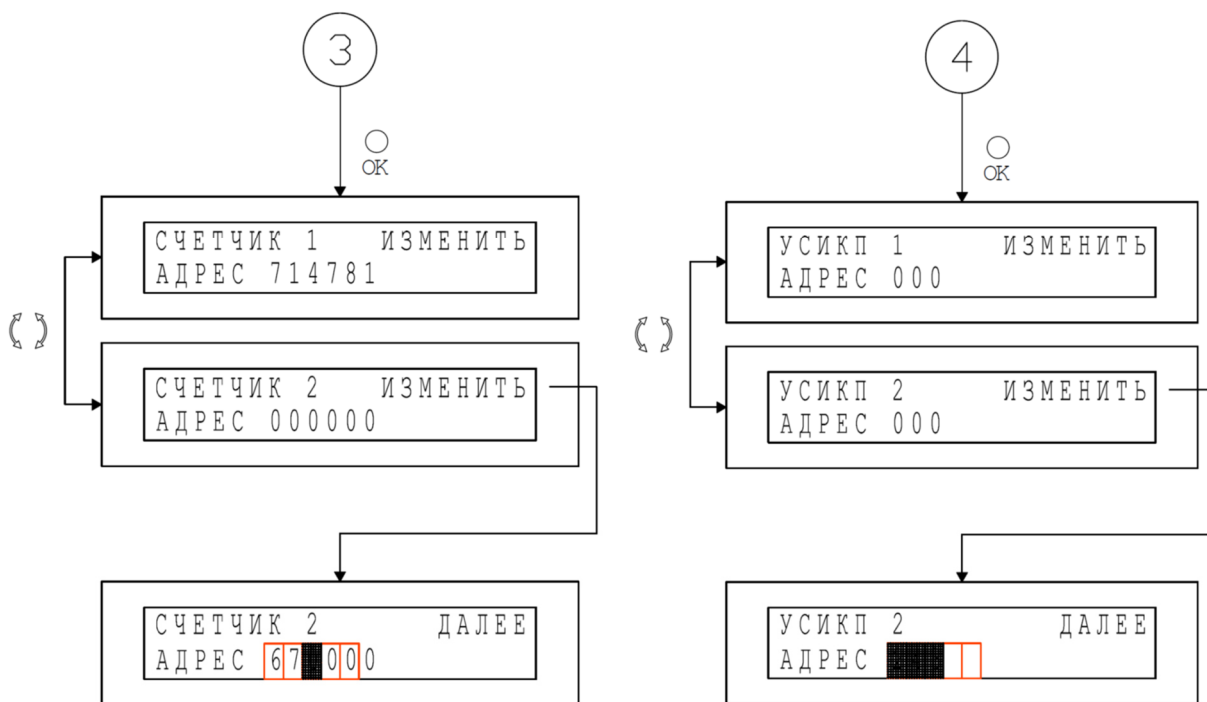 3
OK
СЧЕТЧИК 1 ИЗМЕНИТЬ
АДРЕС 714781
СЧЕТЧИК 2 ИЗМЕНИТЬ
АДРЕС 000000
СЧЕТЧИК 2 ДАЛЕЕ
АДРЕС 67 000
4
OK
УСИКП 1 ИЗМЕНИТЬ
АДРЕС 000
УСИКП 2 ИЗМЕНИТЬ
АДРЕС 000
УСИКП 2 ДАЛЕЕ
АДРЕС